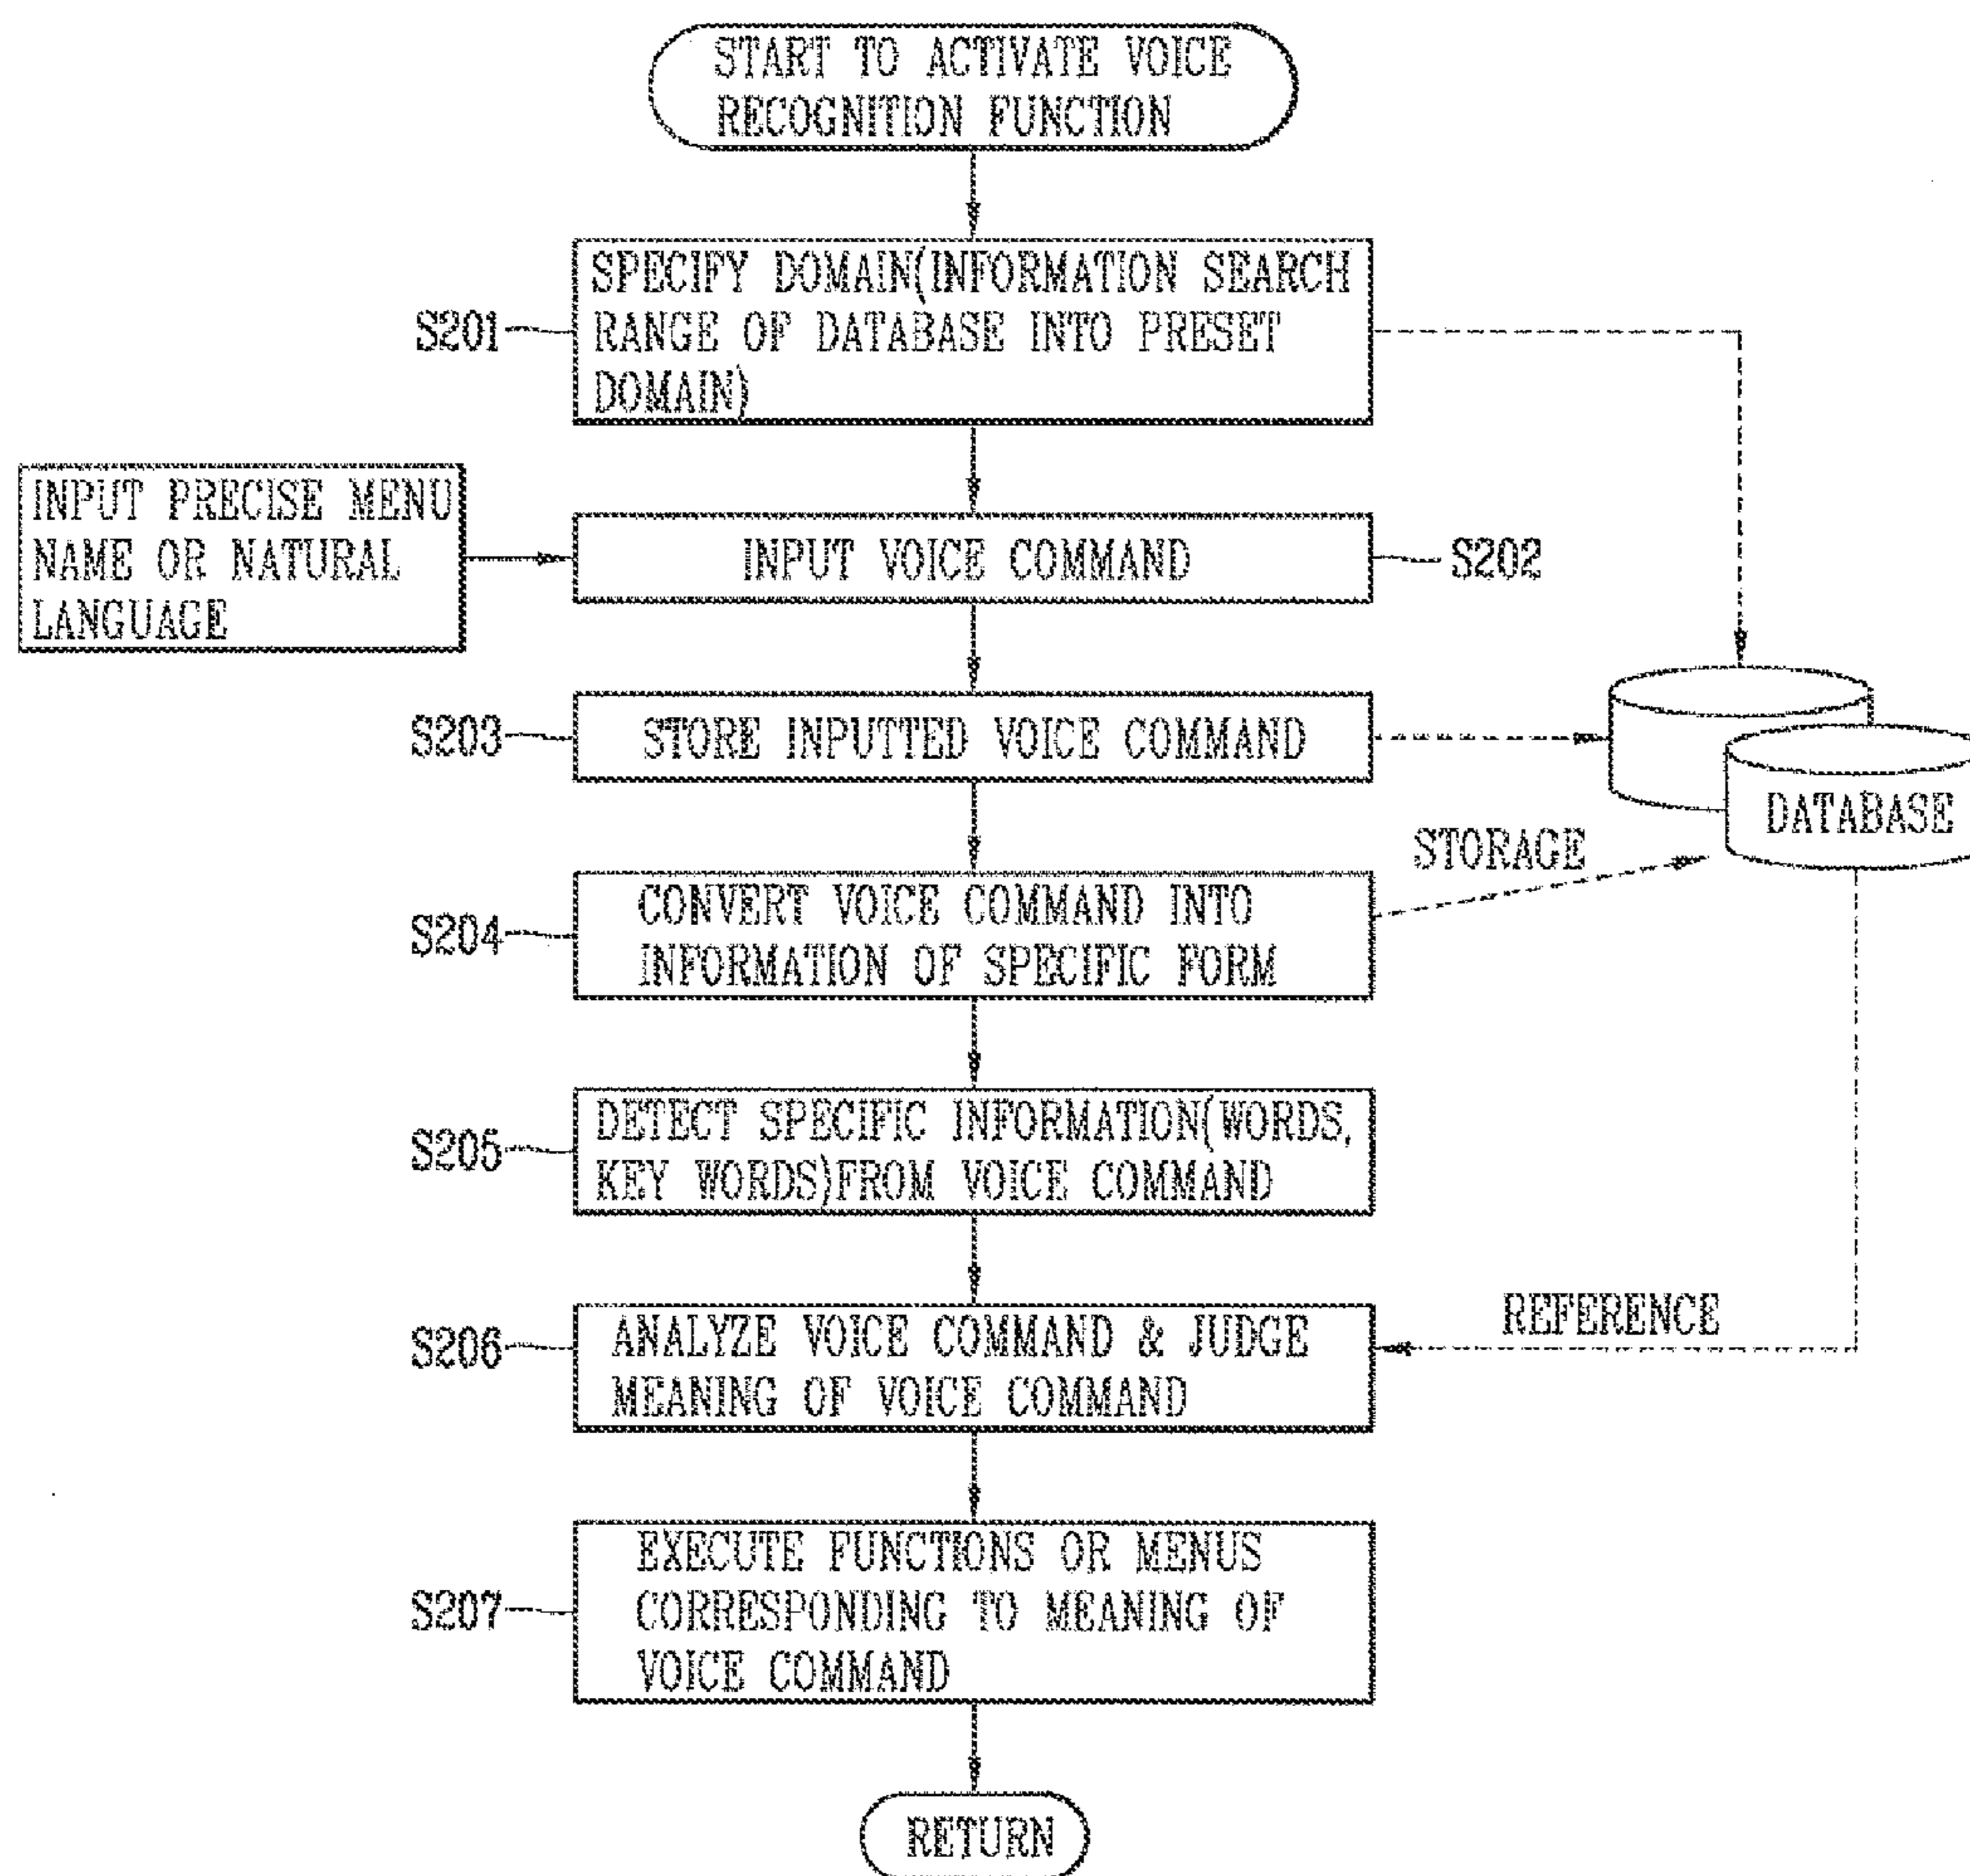 START TO ACTIVATE VOICE
RECOGNITION FUNCTION
SPECIFY DOMAIN(INFORMATION SEARCH
RANGE OF DATABASE INTO PRESET
DOMAIN)
S201
INPUT PRECISE MENU
NAME OR NATURAL
LANGUAGE
INPUT VOICE COMMAND
S202
S203
STORE INPUTTED VOICE COMMAND
DATABASE
STORAGE
S204
CONVERT VOICE COMMAND INTO
INFORMATION OF SPECIFIC FORM
S205
DETECT SPECIFIC INFORMATION(WORDS,
KEY WORDS)FROM VOICE COMMAND
S206
ANALYZE VOICE COMMAND & JUDGE
MEANING OF VOICE COMMAND
REFERENCE
S207
EXECUTE FUNCTIONS OR MENUS
CORRESPONDING TO MEANING OF
VOICE COMMAND
RETURN